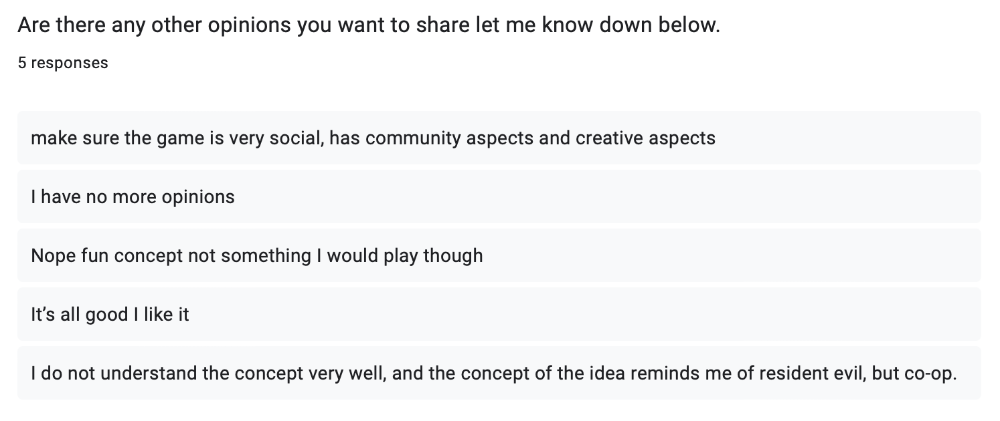 Are there any other opinions you want to share let me know down below.
5 responses
make sure the game is very social, has community aspects and creative aspects
I have no more opinions
Nope fun concept not something I would play though
It’s all good I like it
I do not understand the concept very well, and the concept of the idea reminds me of resident evil, but co-op.